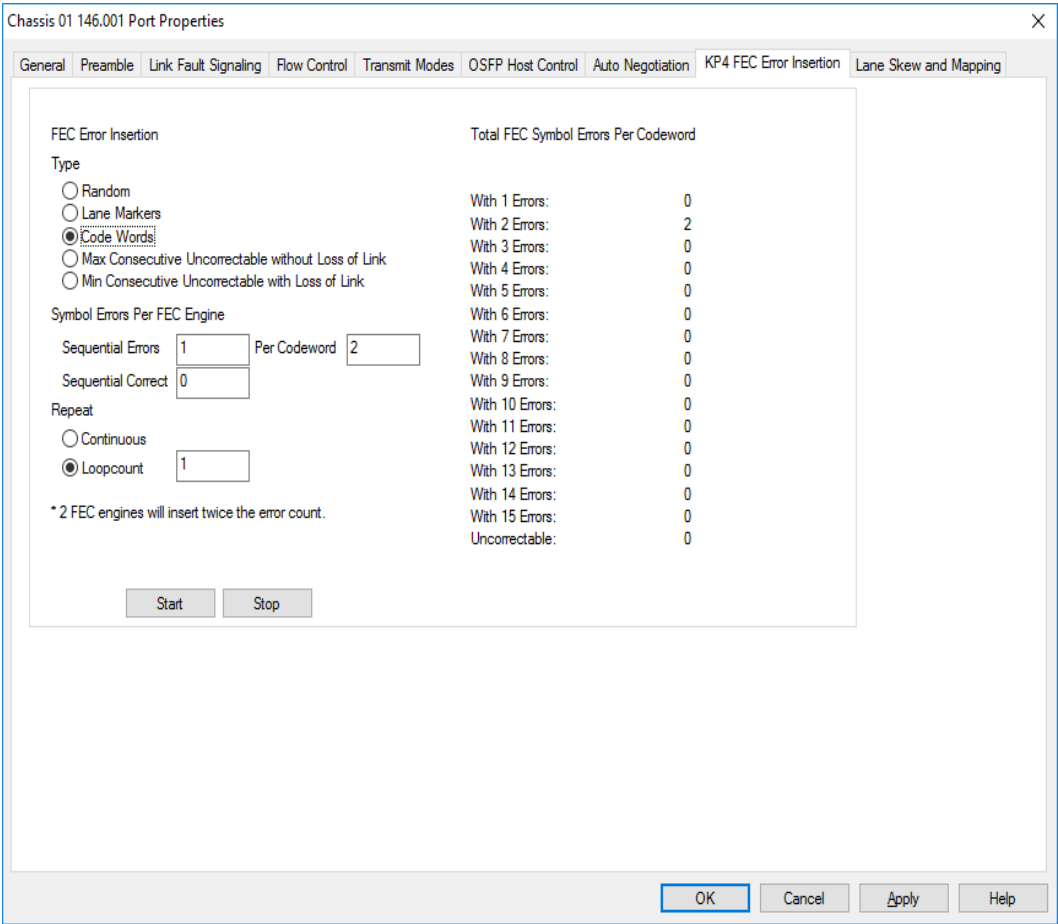 Chassis 01 146.001 Port Properties
General Preamble Link Fault Signaling Flow Control Transmit Modes OSFP Host Control Auto Negotiation KP4 FEC Error Insertion Lane Skew and Mapping
FEC Error Insertion
Type
Random
Lane Markers
Code Words
Max Consecutive Uncorrectable without Loss of Link
Min Consecutive Uncorrectable with Loss of Link
Symbol Errors Per FEC Engine
Sequential Errors 1 Per Codeword 2
Sequential Correct 0
Repeat
Continuous
Loopcount 1
* 2 FEC engines will insert twice the error count.
Start Stop
Total FEC Symbol Errors Per Codeword
With 1 Errors: 0
With 2 Errors: 2
With 3 Errors: 0
With 4 Errors: 0
With 5 Errors: 0
With 6 Errors: 0
With 7 Errors: 0
With 8 Errors: 0
With 9 Errors: 0
With 10 Errors: 0
With 11 Errors: 0
With 12 Errors: 0
With 13 Errors: 0
With 14 Errors: 0
With 15 Errors: 0
Uncorrectable: 0
OK Cancel Apply Help